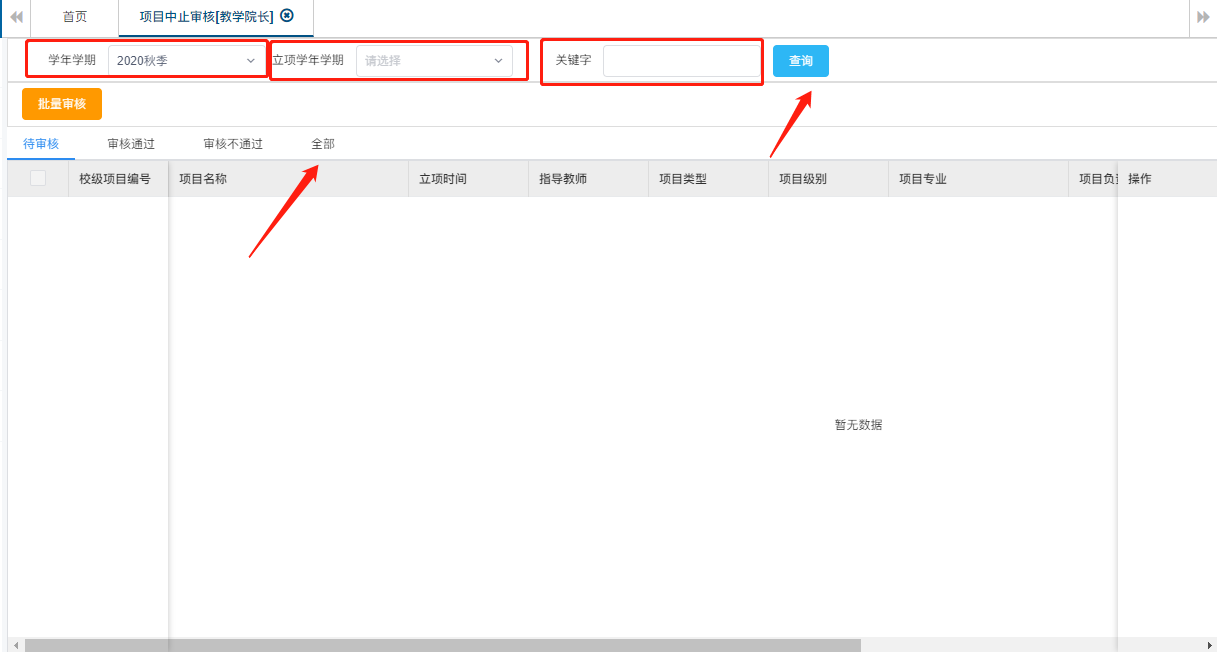 首页
项目中止审核[教学院长]
学年学期 2020秋季 立项学年学期 请选择 关键字 查询
批量审核
待审核 审核通过 审核不通过 全部
校级项目编号 项目名称 立项时间 指导教师 项目类型 项目级别 项目专业 项目负 操作
暂无数据